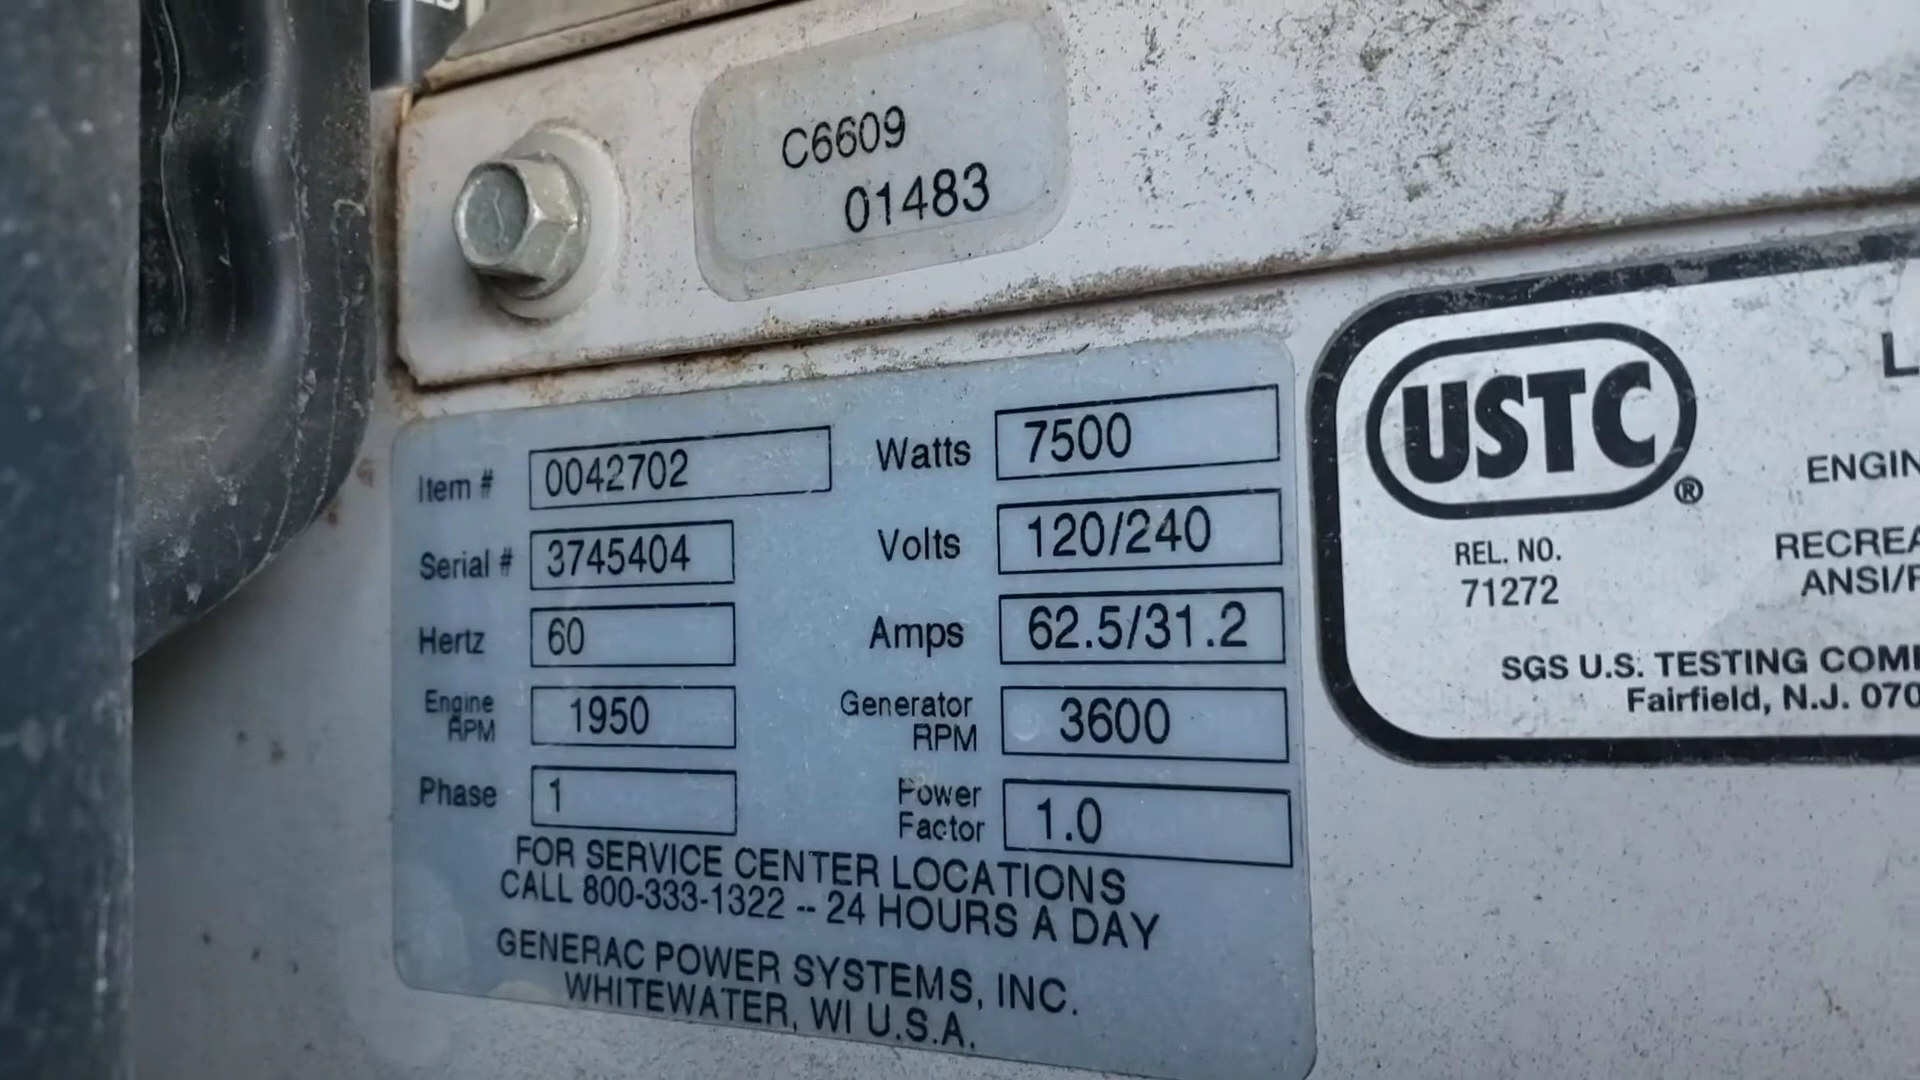 C6609
01483
Item # 0042702
Watts 7500
Serial # 3745404
Volts 120/240
Hertz 60
Amps 62.5/31.2
Engine RPM 1950
Generator RPM 3600
Phase 1
Power Factor 1.0
FOR SERVICE CENTER LOCATIONS
CALL 800-333-1322 -- 24 HOURS A DAY
GENERAC POWER SYSTEMS, INC.
WHITEWATER, WI U.S.A.
USTC ®
REL. NO.
71272
SGS U.S. TESTING
Fairfield, N.J.